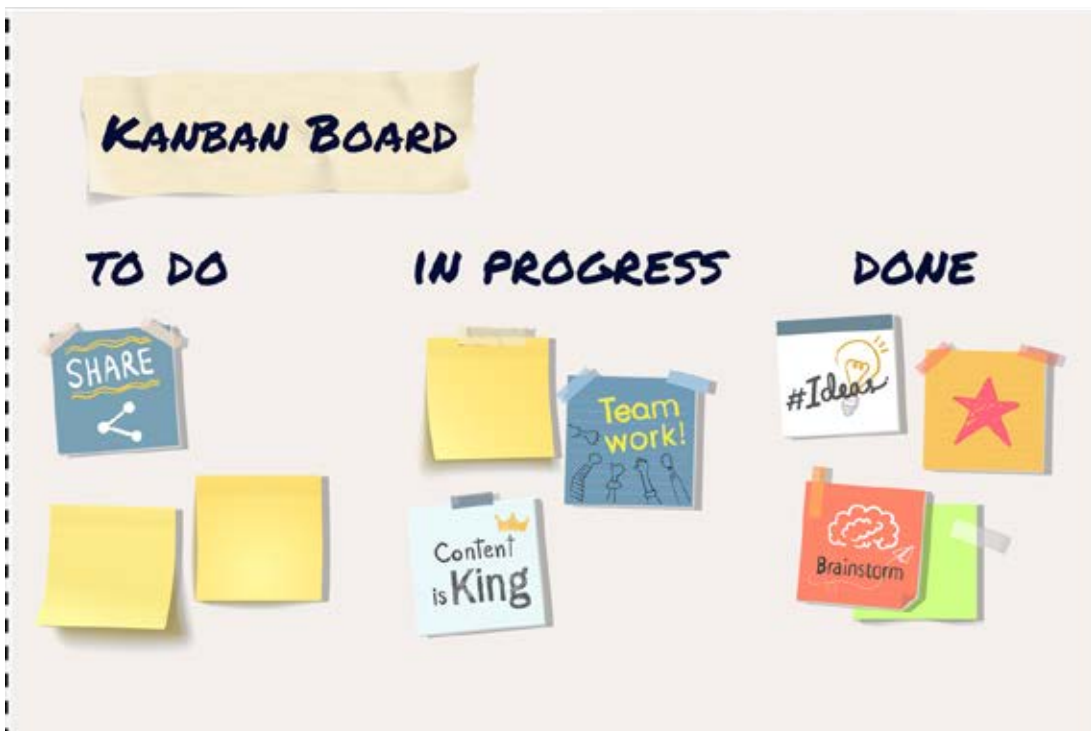 KANBAN BOARD
TO DO
IN PROGRESS
DONE
SHARE
Team
work!
Content
is King
#Ideas
Brainstorm